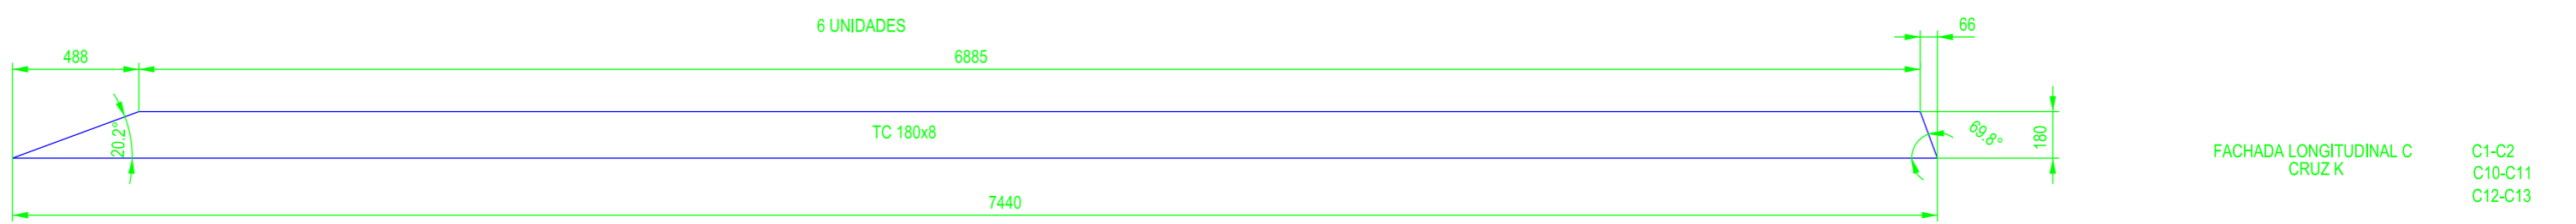 6 UNIDADES
66
488
6885
20.2°
TC 180x8
69.8°
180
FACHADA LONGITUDINAL C
CRUZ K
C1-C2
C10-C11
C12-C13
7440